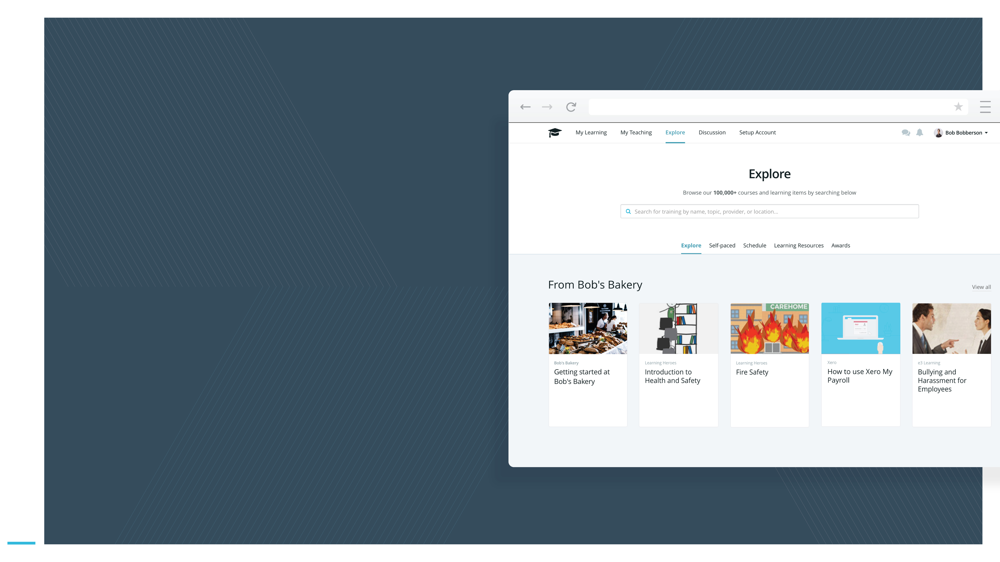 My Learning
My Teaching
Explore
Discussion
Setup Account
Bob Bobberson
Explore
Browse our 100,000+ courses and learning items by searching below
Search for training by name, topic, provider, or location...
Explore
Self-paced
Schedule
Learning Resources
Awards
From Bob's Bakery
View all
Bob's Bakery
Getting started at
Bob's Bakery
Learning Heroes
Introduction to
Health and Safety
CAREHOME
Learning Heroes
Fire Safety
PAY
Xero
How to use Xero My
Payroll
e3 Learning
Bullying and
Harassment for
Employees